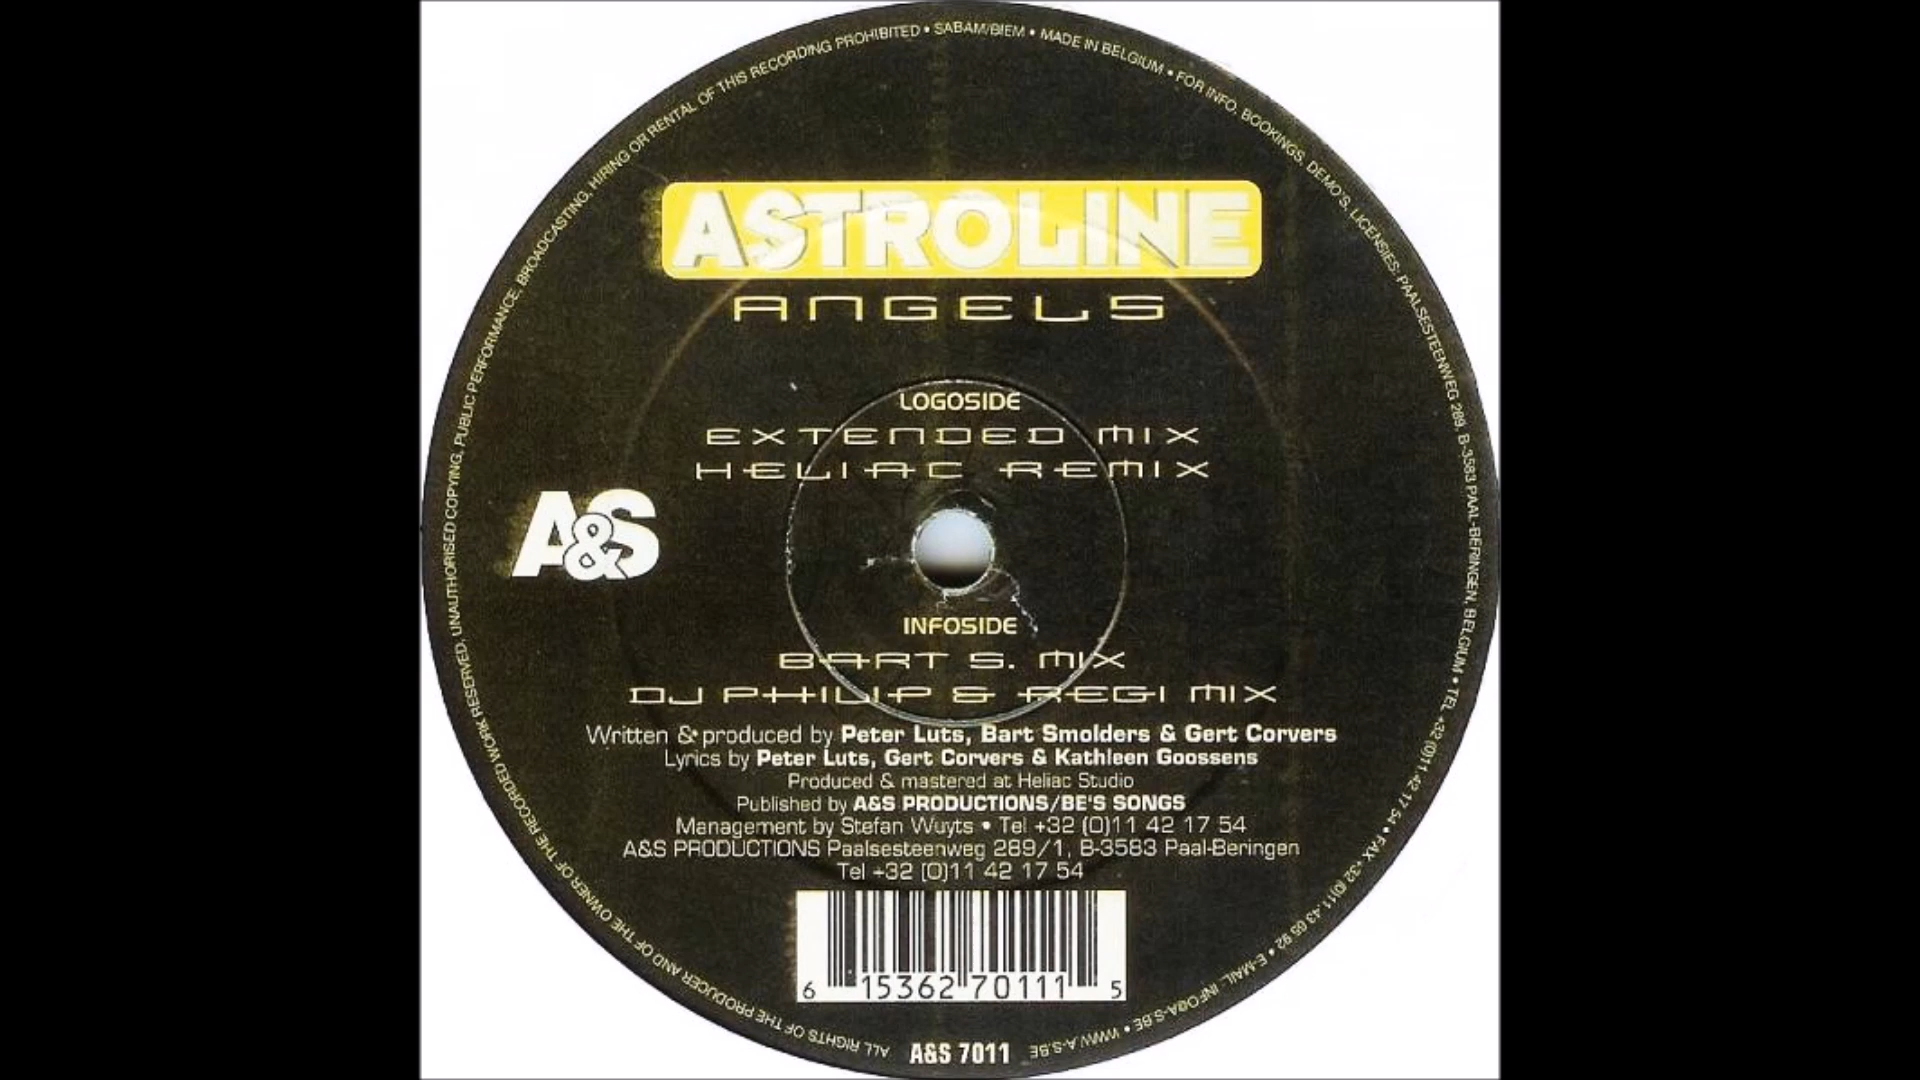 ALL RIGHTS OF THE PRODUCER AND OF THE OWNER OF THE RECORDED WORK RESERVED. UNAUTHORISED COPYING, PUBLIC PERFORMANCE, BROADCASTING, HIRING OR RENTAL OF THIS RECORDING PROHIBITED • SABAM/BIEM • MADE IN BELGIUM • FOR INFO, BOOKINGS, DEMO'S, LICENSIES: PAALSESTEENWEG 289, B-3583 PAAL-BERINGEN, BELGIUM • TEL +32 (0)11.42 17 54 • FAX +32 (0)11.43 05 92 • E-MAIL: INFO@A-S.BE • WWW.A-S.BE
ASTROLINE
ANGELS
LOGOSIDE
EXTENDED MIX
HELIAC REMIX
A&S
INFOSIDE
BART S. MIX
DJ PHILIP & REGI MIX
Written & produced by Peter Luts, Bart Smolders & Gert Corvers
Lyrics by Peter Luts, Gert Corvers & Kathleen Goossens
Produced & mastered at Heliac Studio
Published by A&S PRODUCTIONS/BE'S SONGS
Management by Stefan Wuyts • Tel +32 (0)11 42 17 54
A&S PRODUCTIONS Paalsesteenweg 289/1, B-3583 Paal-Beringen
Tel +32 (0)11 42 17 54
6 15362 70111 5
A&S 7011